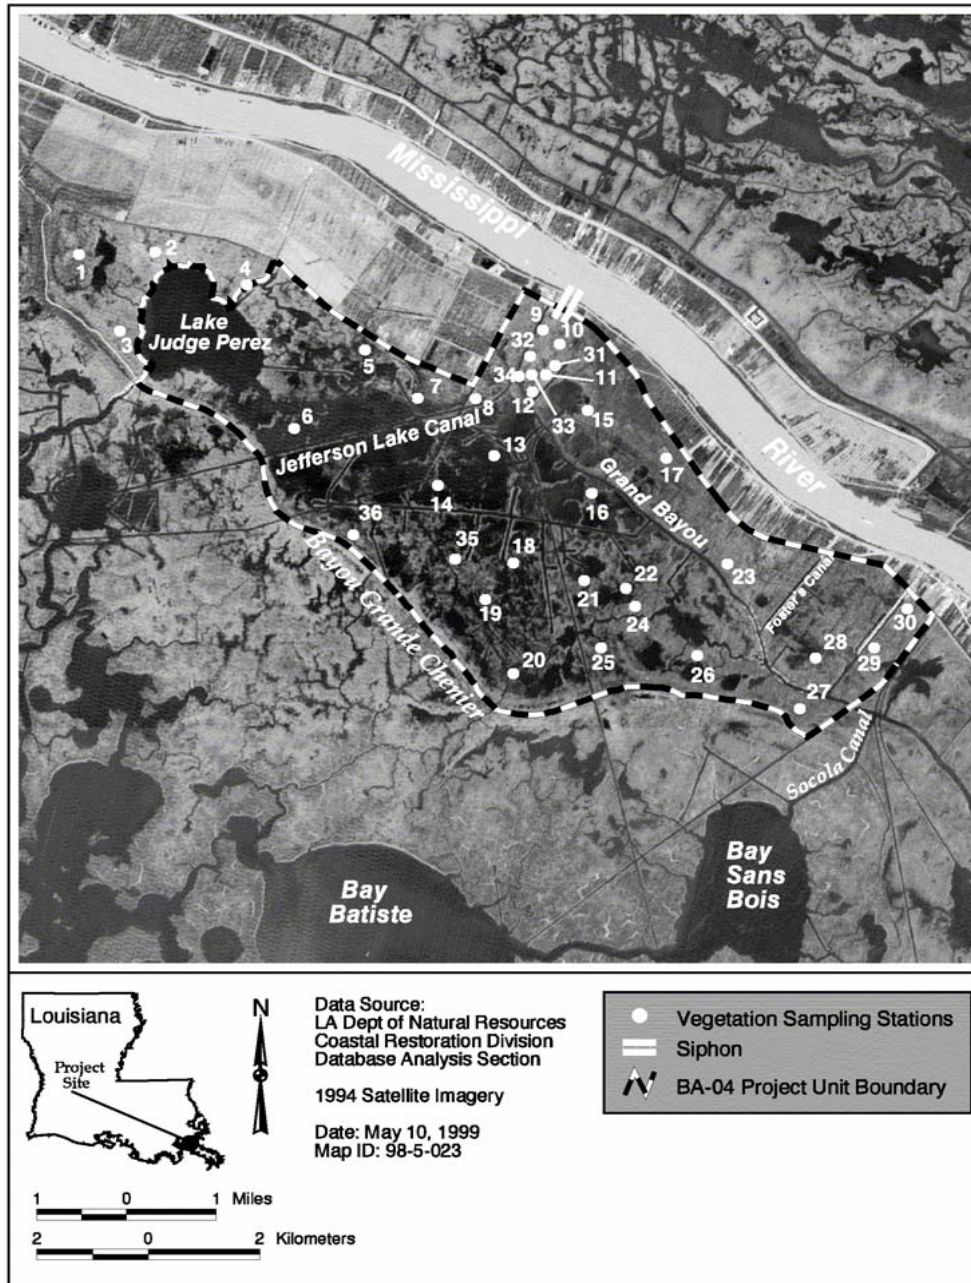 Mississippi
River
1
2
3
4
Lake
Judge Perez
5
6
7
8
9
10
32
31
34
11
12
33
15
Jefferson Lake Canal
13
14
16
17
Grand Bayou
36
35
18
Bayou Grande Chenier
19
20
21
22
23
24
25
26
Foster's Canal
27
28
29
30
Socola Canal
Bay
Batiste
Bay
Sans
Bois
Louisiana
Project
Site
N
Data Source:
LA Dept of Natural Resources
Coastal Restoration Division
Database Analysis Section
1994 Satellite Imagery
Date: May 10, 1999
Map ID: 98-5-023
Vegetation Sampling Stations
Siphon
BA-04 Project Unit Boundary
1 0 1 Miles
2 0 2 Kilometers